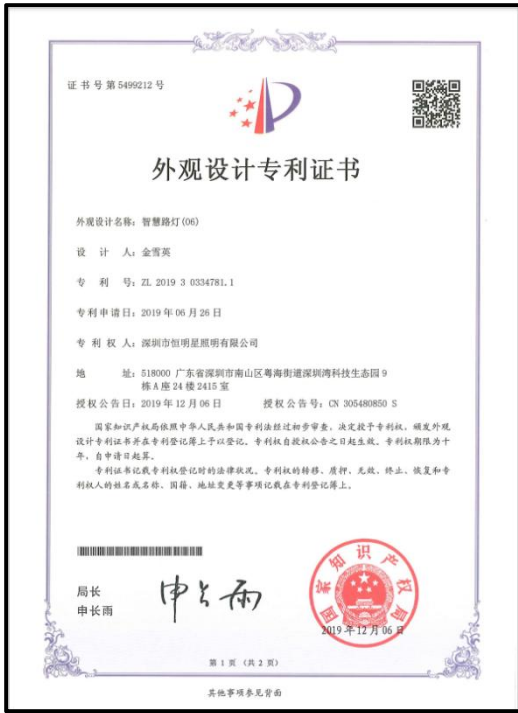 证书号第5499212号
外观设计专利证书
外观设计名称：智慧路灯(06)
设计人：金雪英
专利号：ZL 2019 3 0334781.1
专利申请日：2019年06月26日
专利权人：深圳市恒明星照明有限公司
地址：518000 广东省深圳市南山区粤海街道深圳湾科技生态园9
栋A座24楼2415室
授权公告日：2019年12月06日 授权公告号：CN 305480850 S
国家知识产权局依照中华人民共和国专利法经过初步审查，决定授予专利权，颁发外观
设计专利证书并在专利登记簿上予以登记。专利权自授权公告之日起生效。专利权期限为十
年，自申请日起算。
专利证书记载专利权登记时的法律状况。专利权的转移、质押、无效、终止、恢复和专
利权人的姓名或名称、国籍、地址变更等事项记载在专利登记簿上。
局长
申长雨
申长雨
国家知识产权局
2019年12月06日
第1页（共2页）
其他事项参见背面